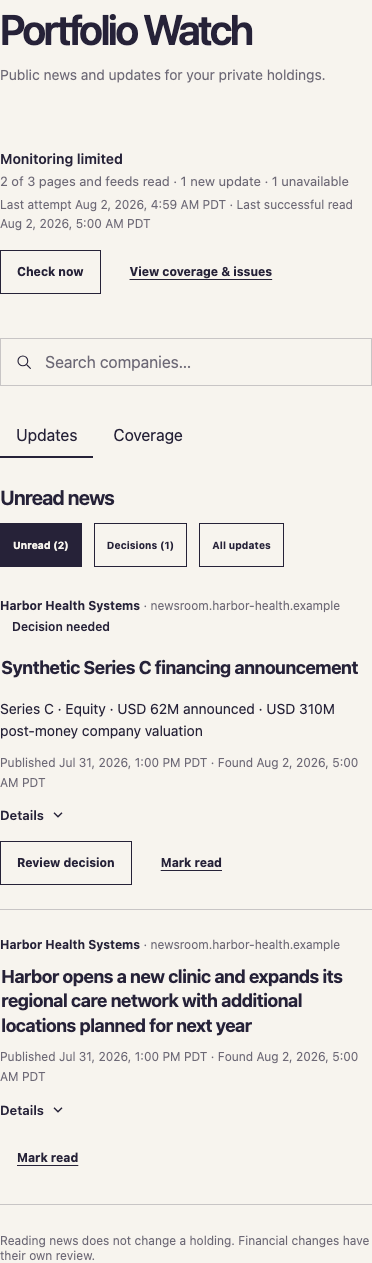 Portfolio Watch
Public news and updates for your private holdings.
Monitoring limited
2 of 3 pages and feeds read · 1 new update · 1 unavailable
Last attempt Aug 2, 2026, 4:59 AM PDT · Last successful read
Aug 2, 2026, 5:00 AM PDT
Check now View coverage & issues
Search companies...
Updates Coverage
Unread news
Unread (2) Decisions (1) All updates
Harbor Health Systems · newsroom.harbor-health.example
Decision needed
Synthetic Series C financing announcement
Series C · Equity · USD 62M announced · USD 310M
post-money company valuation
Published Jul 31, 2026, 1:00 PM PDT · Found Aug 2, 2026, 5:00
AM PDT
Details
Review decision Mark read
Harbor Health Systems · newsroom.harbor-health.example
Harbor opens a new clinic and expands its
regional care network with additional
locations planned for next year
Published Jul 31, 2026, 1:00 PM PDT · Found Aug 2, 2026, 5:00
AM PDT
Details
Mark read
Reading news does not change a holding. Financial changes have
their own review.